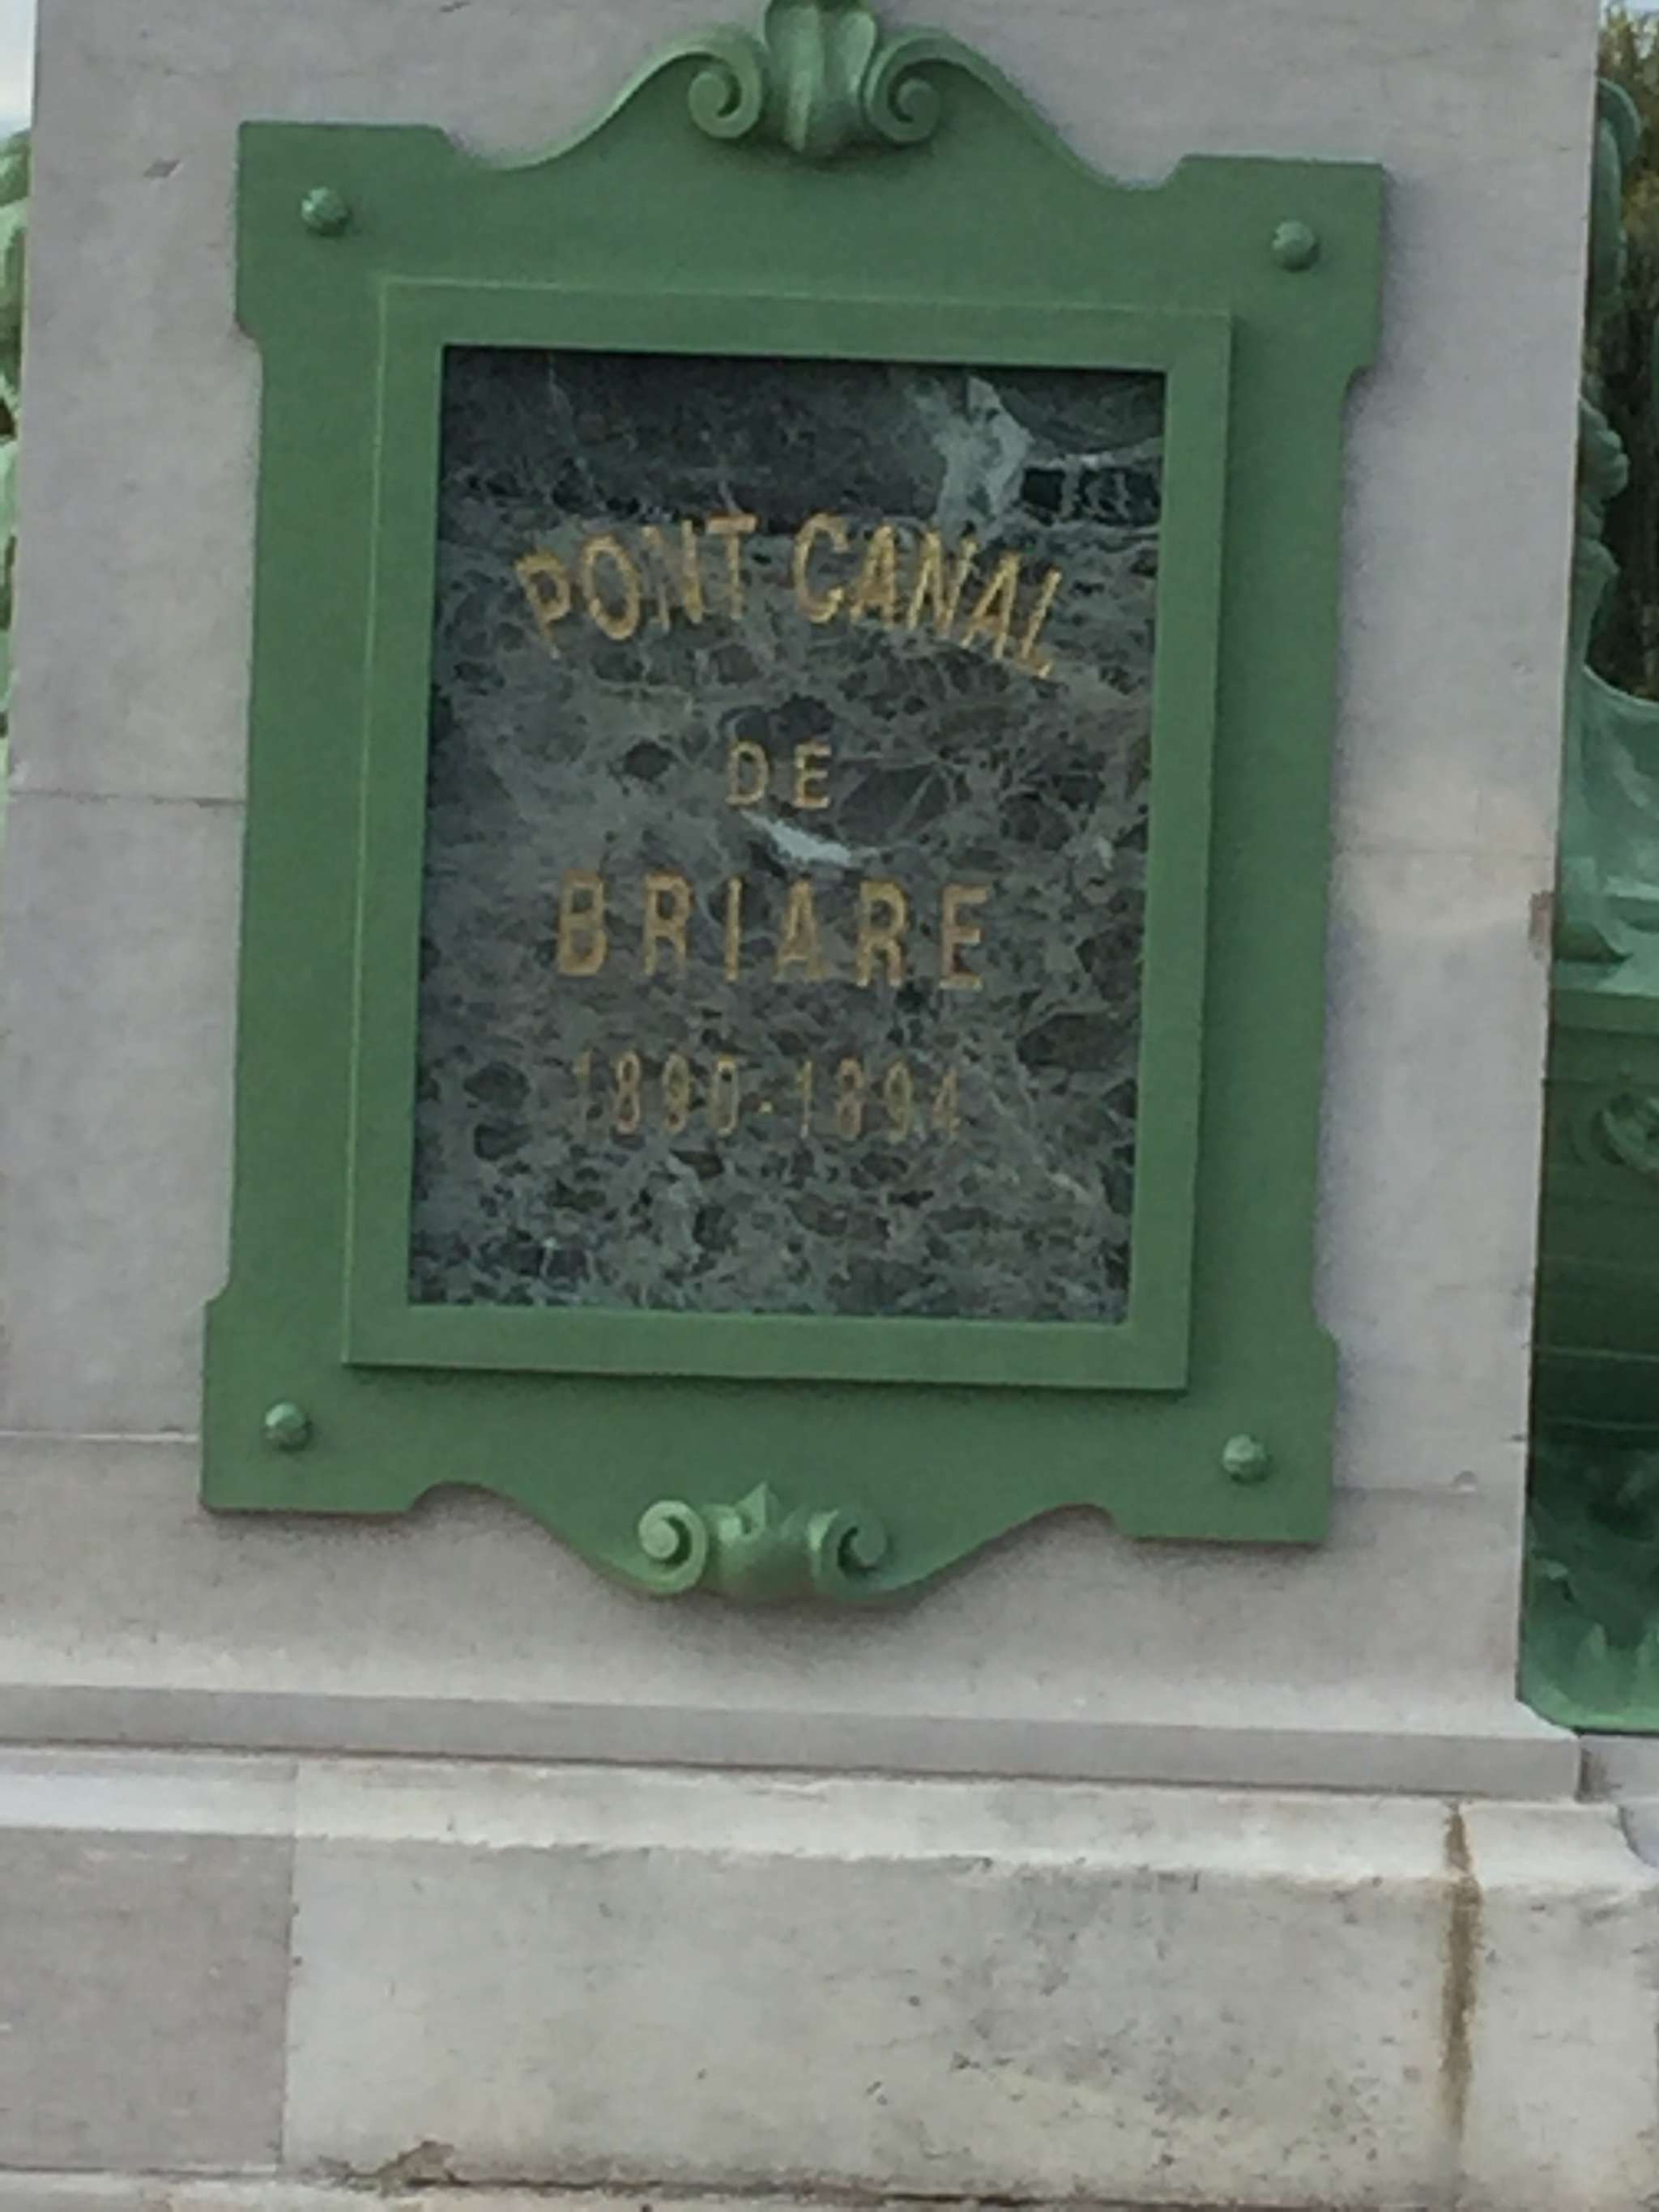 PONT CANAL
DE
BRIARE
1890-1894